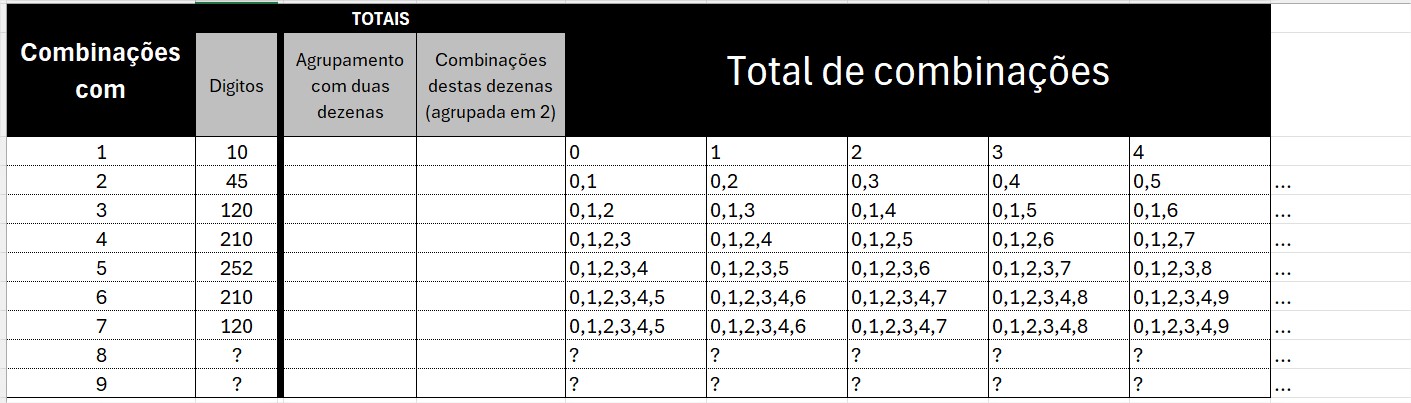 TOTAIS
Combinações
com
Digitos
Agrupamento
com duas
dezenas
Combinações
destas dezenas
(agrupada em 2)
Total de combinações
1 10 0 1 2 3 4
2 45 0,1 0,2 0,3 0,4 0,5 ...
3 120 0,1,2 0,1,3 0,1,4 0,1,5 0,1,6 ...
4 210 0,1,2,3 0,1,2,4 0,1,2,5 0,1,2,6 0,1,2,7 ...
5 252 0,1,2,3,4 0,1,2,3,5 0,1,2,3,6 0,1,2,3,7 0,1,2,3,8 ...
6 210 0,1,2,3,4,5 0,1,2,3,4,6 0,1,2,3,4,7 0,1,2,3,4,8 0,1,2,3,4,9 ...
7 120 0,1,2,3,4,5 0,1,2,3,4,6 0,1,2,3,4,7 0,1,2,3,4,8 0,1,2,3,4,9 ...
8 ? ? ? ? ? ? ...
9 ? ? ? ? ? ? ...